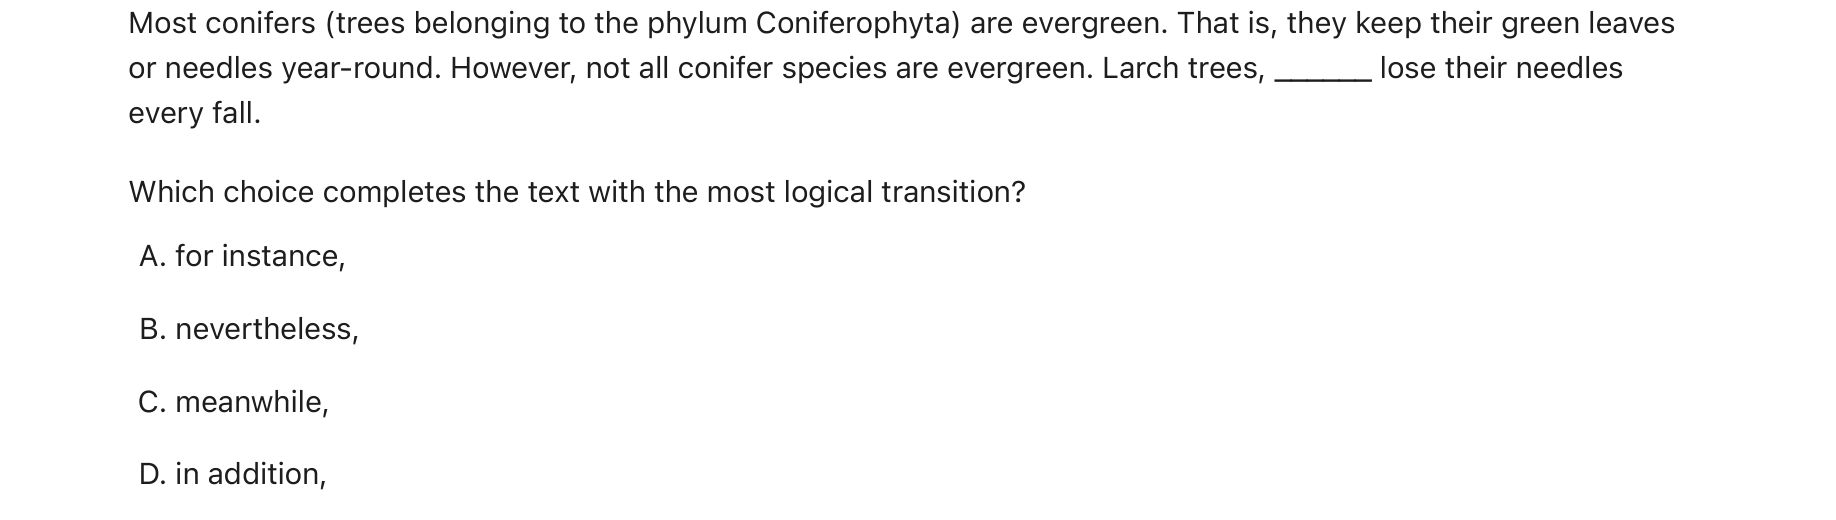 Most conifers (trees belonging to the phylum Coniferophyta) are evergreen. That is, they keep their green leaves
or needles year-round. However, not all conifer species are evergreen. Larch trees, ______ lose their needles
every fall.
Which choice completes the text with the most logical transition?
A. for instance,
B. nevertheless,
C. meanwhile,
D. in addition,